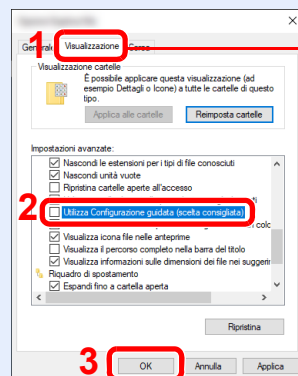 1
Generale Visualizzazione Cerca
Visualizzazione cartelle
È possibile applicare questa visualizzazione (ad
esempio Dettagli o Icone) a tutte le cartelle di questo
tipo.
Applica alle cartelle Reimposta cartelle
Impostazioni avanzate:
Nascondi le estensioni per i tipi di file conosciuti
Nascondi unità vuote
Ripristina cartelle aperte all'accesso
2
Utilizza Configurazione guidata (scelta consigliata)
Visualizza icona file nelle anteprime
Visualizza il percorso completo nella barra del titolo
Visualizza informazioni sulle dimensioni dei file nei suggerim
Riquadro di spostamento
Espandi fino a cartella aperta
Ripristina
3
OK Annulla Applica